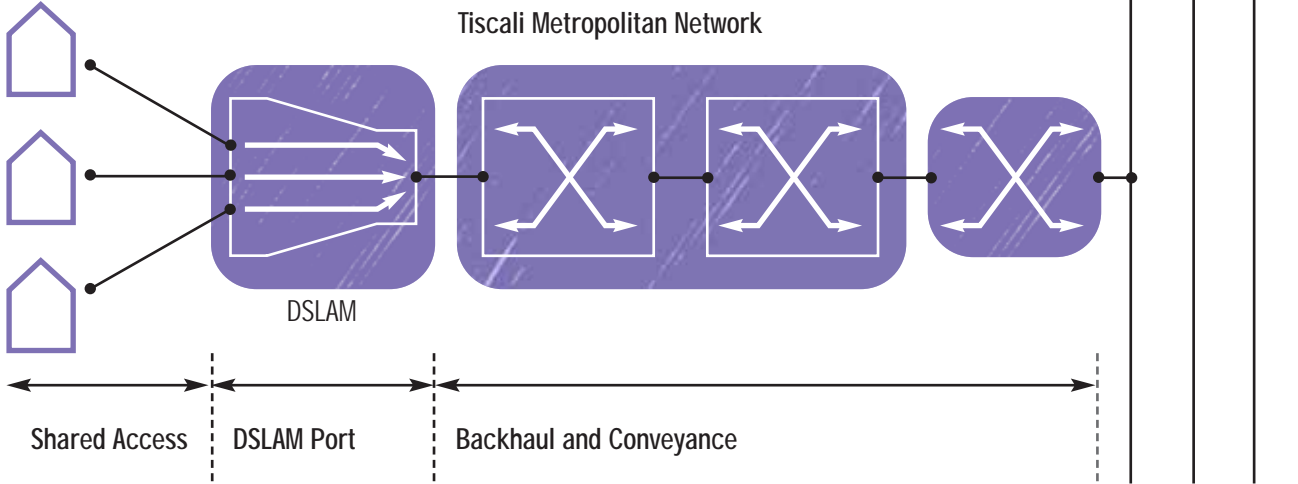 Tiscali Metropolitan Network
DSLAM
Shared Access
DSLAM Port
Backhaul and Conveyance